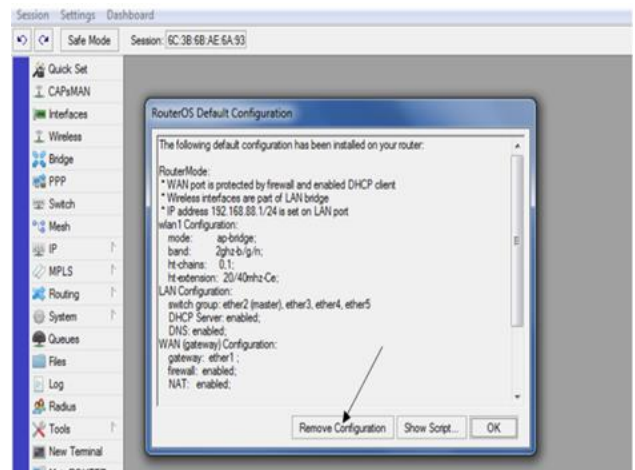 Session Settings Dashboard
Safe Mode Session: 6C:3B:6B:AE:6A:93
Quick Set
CAPsMAN
Interfaces
Wireless
Bridge
PPP
Switch
Mesh
IP
MPLS
Routing
System
Queues
Files
Log
Radius
Tools
New Terminal
RouterOS Default Configuration
The following default configuration has been installed on your router:
RouterMode:
* WAN port is protected by firewall and enabled DHCP client
* Wireless interfaces are part of LAN bridge
* IP address 192.168.88.1/24 is set on LAN port
wlan1 Configuration:
mode: ap-bridge;
band: 2ghz-b/g/n;
ht-chains: 0,1;
ht-extension: 20/40mhz-Ce;
LAN Configuration:
switch group: ether2 (master), ether3, ether4, ether5
DHCP Server: enabled;
DNS: enabled;
WAN (gateway) Configuration:
gateway: ether1 ;
firewall: enabled;
NAT: enabled;
Remove Configuration Show Script... OK